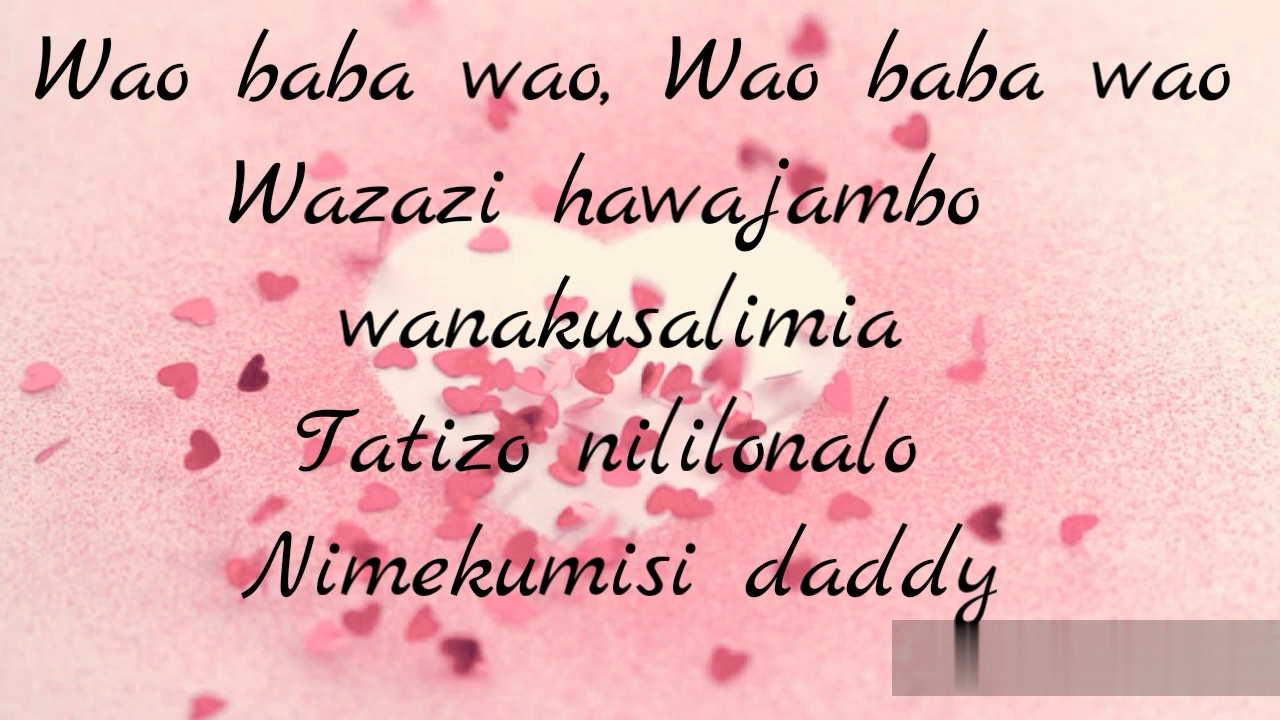 Wao baba wao, Wao baba wao
Wazazi hawajambo
wanakusalimia
Tatizo nililonalo
Nimekumisi daddy